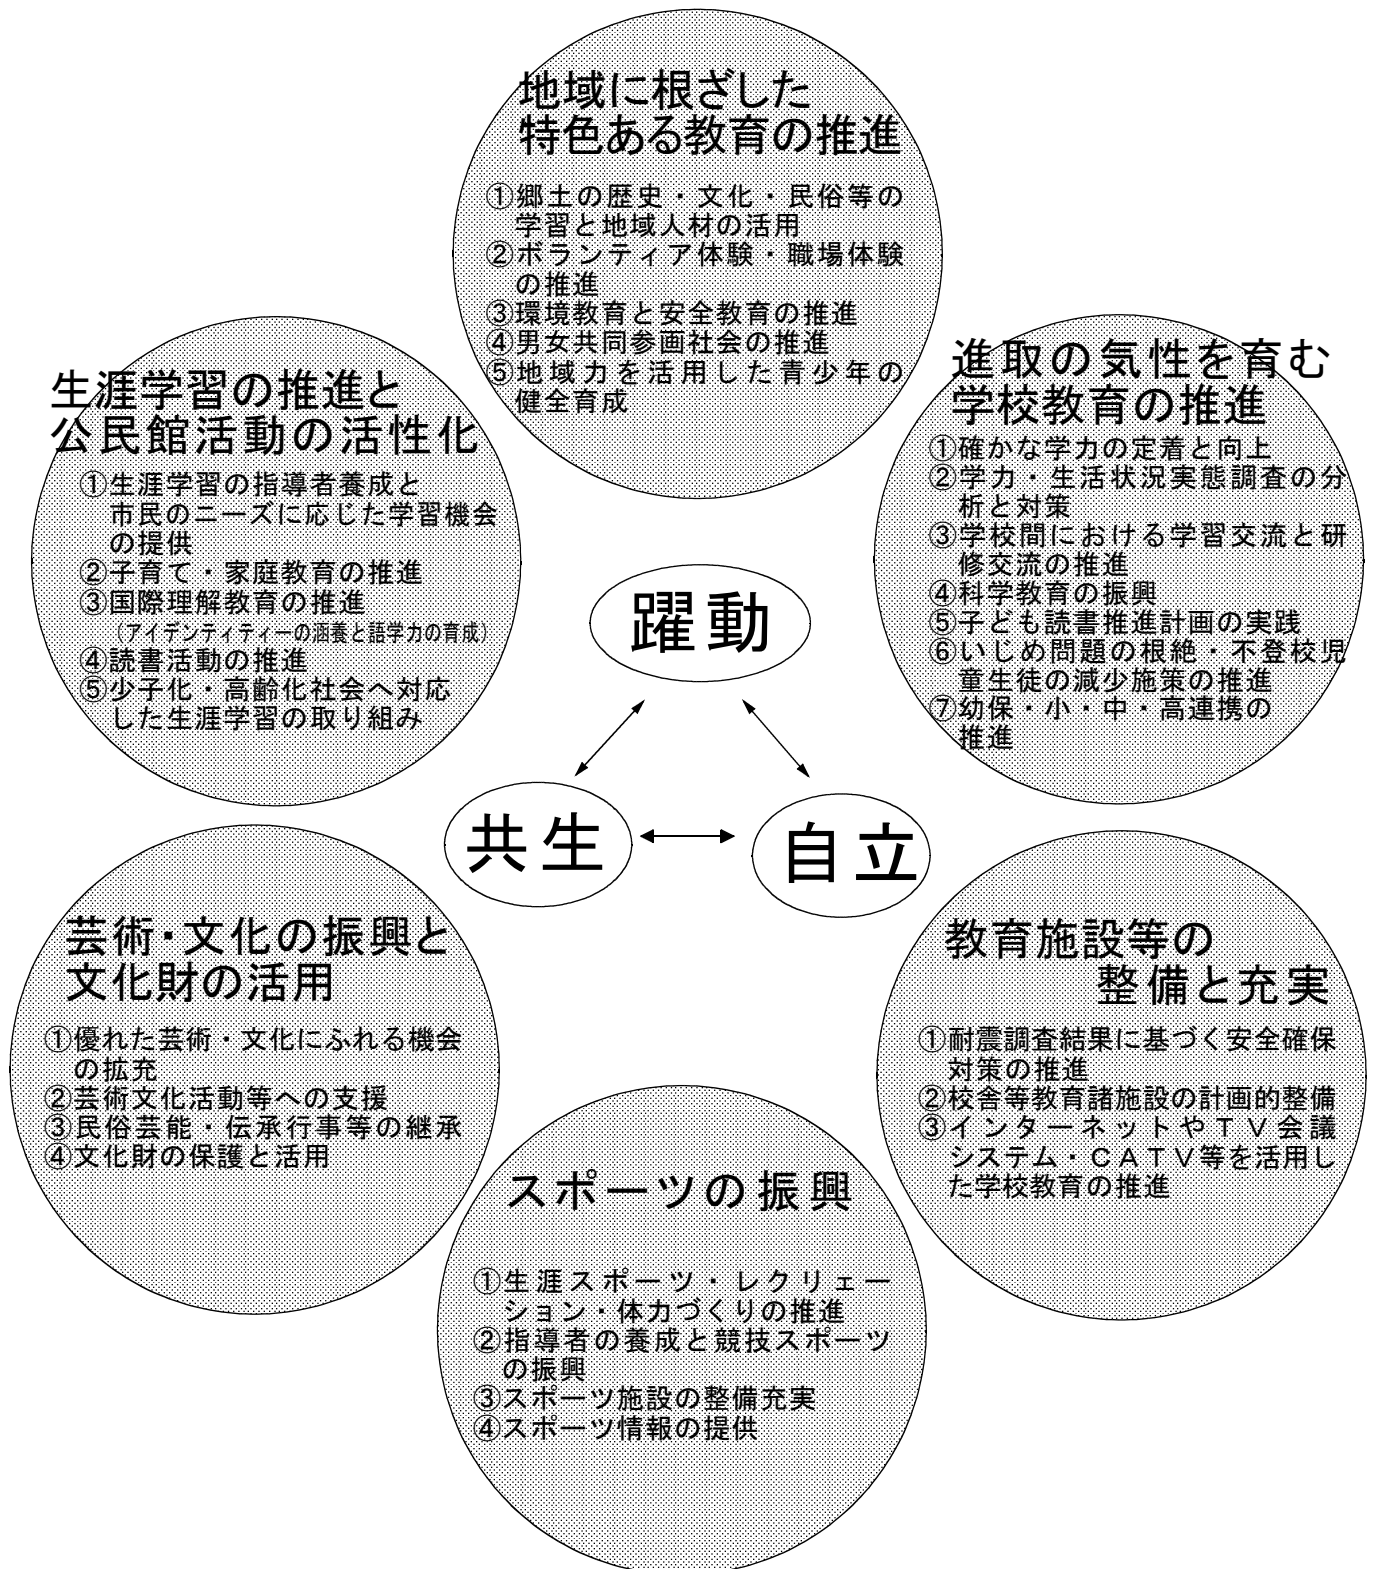 地域に根ざした
特色ある教育の推進
①郷土の歴史・文化・民俗等の
学習と地域人材の活用
②ボランティア体験・職場体験
の推進
③環境教育と安全教育の推進
④男女共同参画社会の推進
⑤地域力を活用した青少年の
健全育成
生涯学習の推進と
公民館活動の活性化
①生涯学習の指導者養成と
市民のニーズに応じた学習機会
の提供
②子育て・家庭教育の推進
③国際理解教育の推進
(アイデンティティーの涵養と語学力の育成)
④読書活動の推進
⑤少子化・高齢化社会へ対応
した生涯学習の取り組み
進取の気性を育む
学校教育の推進
①確かな学力の定着と向上
②学力・生活状況実態調査の分
析と対策
③学校間における学習交流と研
修交流の推進
④科学教育の振興
⑤子ども読書推進計画の実践
⑥いじめ問題の根絶・不登校児
童生徒の減少施策の推進
⑦幼保・小・中・高連携の
推進
躍動
共生
自立
芸術・文化の振興と
文化財の活用
①優れた芸術・文化にふれる機会
の拡充
②芸術文化活動等への支援
③民俗芸能・伝承行事等の継承
④文化財の保護と活用
教育施設等の
整備と充実
①耐震調査結果に基づく安全確保
対策の推進
②校舎等教育諸施設の計画的整備
③インターネットやＴＶ会議
システム・ＣＡＴＶ等を活用し
た学校教育の推進
スポーツの振興
①生涯スポーツ・レクリェー
ション・体力づくりの推進
②指導者の養成と競技スポーツ
の振興
③スポーツ施設の整備充実
④スポーツ情報の提供